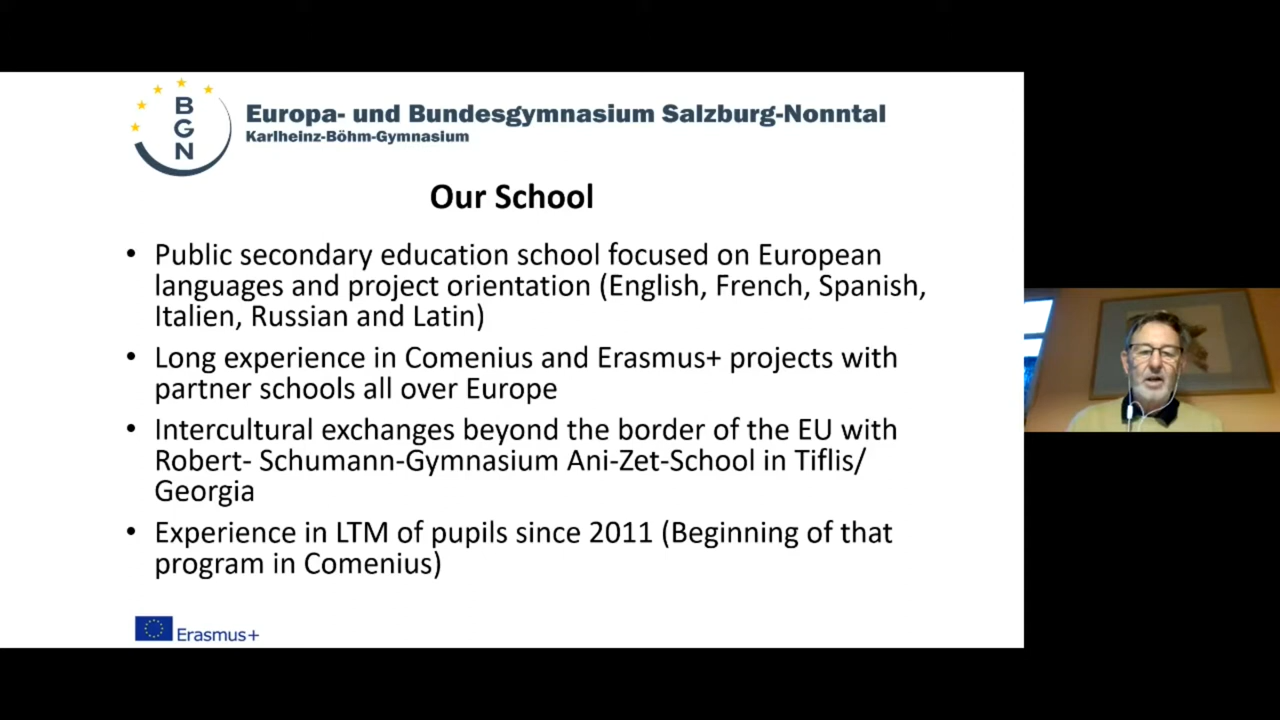 B
G
N
Europa- und Bundesgymnasium Salzburg-Nonntal
Karlheinz-Böhm-Gymnasium
Our School
• Public secondary education school focused on European
languages and project orientation (English, French, Spanish,
Italien, Russian and Latin)
• Long experience in Comenius and Erasmus+ projects with
partner schools all over Europe
• Intercultural exchanges beyond the border of the EU with
Robert- Schumann-Gymnasium Ani-Zet-School in Tiflis/
Georgia
• Experience in LTM of pupils since 2011 (Beginning of that
program in Comenius)
Erasmus+